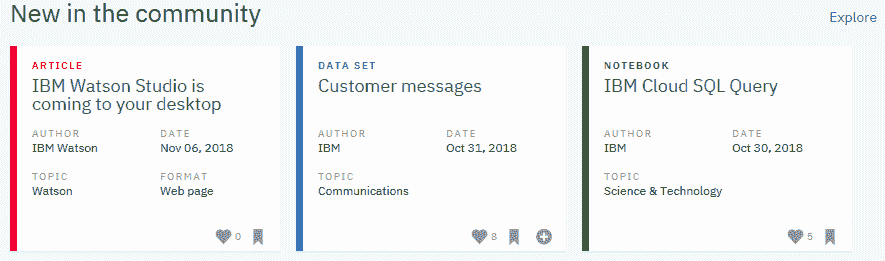 New in the community
Explore
ARTICLE
IBM Watson Studio is
coming to your desktop
AUTHOR
DATE
IBM Watson
Nov 06, 2018
TOPIC
FORMAT
Watson
Web page
0
DATA SET
Customer messages
AUTHOR
DATE
IBM
Oct 31, 2018
TOPIC
Communications
8
NOTEBOOK
IBM Cloud SQL Query
AUTHOR
DATE
IBM
Oct 30, 2018
TOPIC
Science & Technology
5